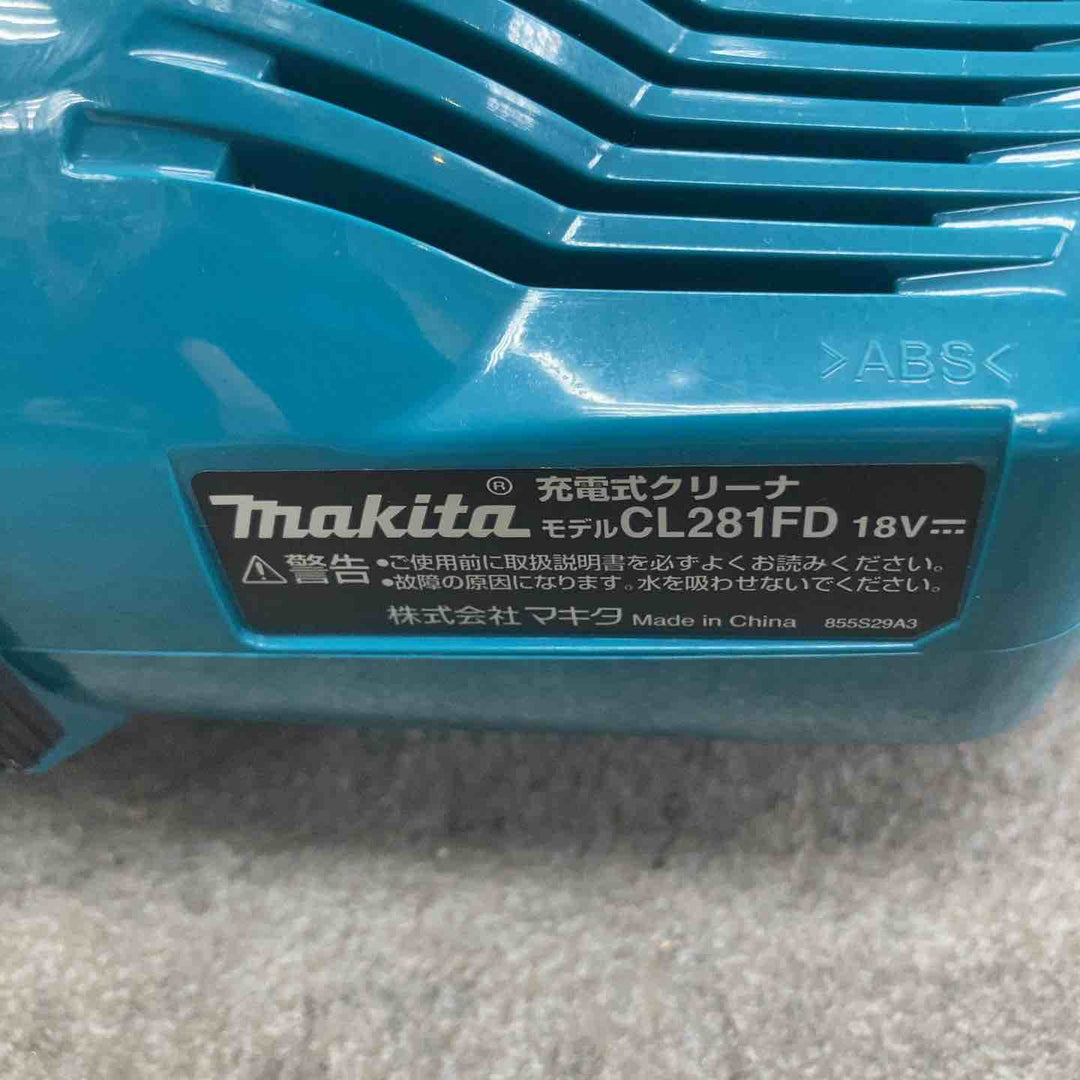 >ABS<
makita® 充電式クリーナ
モデルCL281FD 18V⎓
⚠警告 •ご使用前に取扱説明書を必ずよくお読みください。
•故障の原因になります。水を吸わせないでください。
株式会社マキタ Made in China 855S29A3